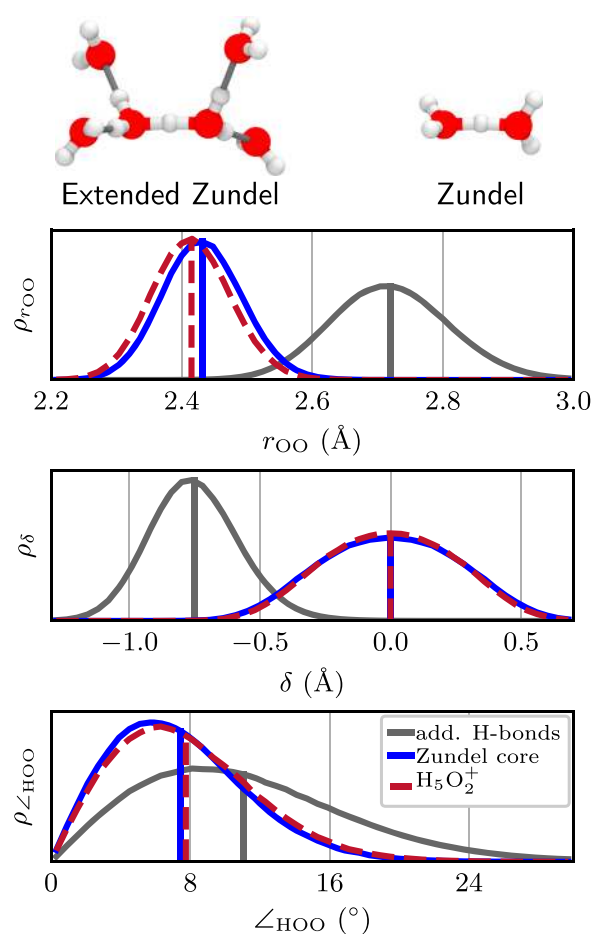 Extended Zundel
Zundel
ρ_{r_{OO}}
2.2 2.4 2.6 2.8 3.0
r_{OO} (Å)
ρ_δ
−1.0 −0.5 0.0 0.5
δ (Å)
ρ_{∠_{HOO}}
add. H-bonds
Zundel core
H₅O₂⁺
0 8 16 24
∠_{HOO} (°)